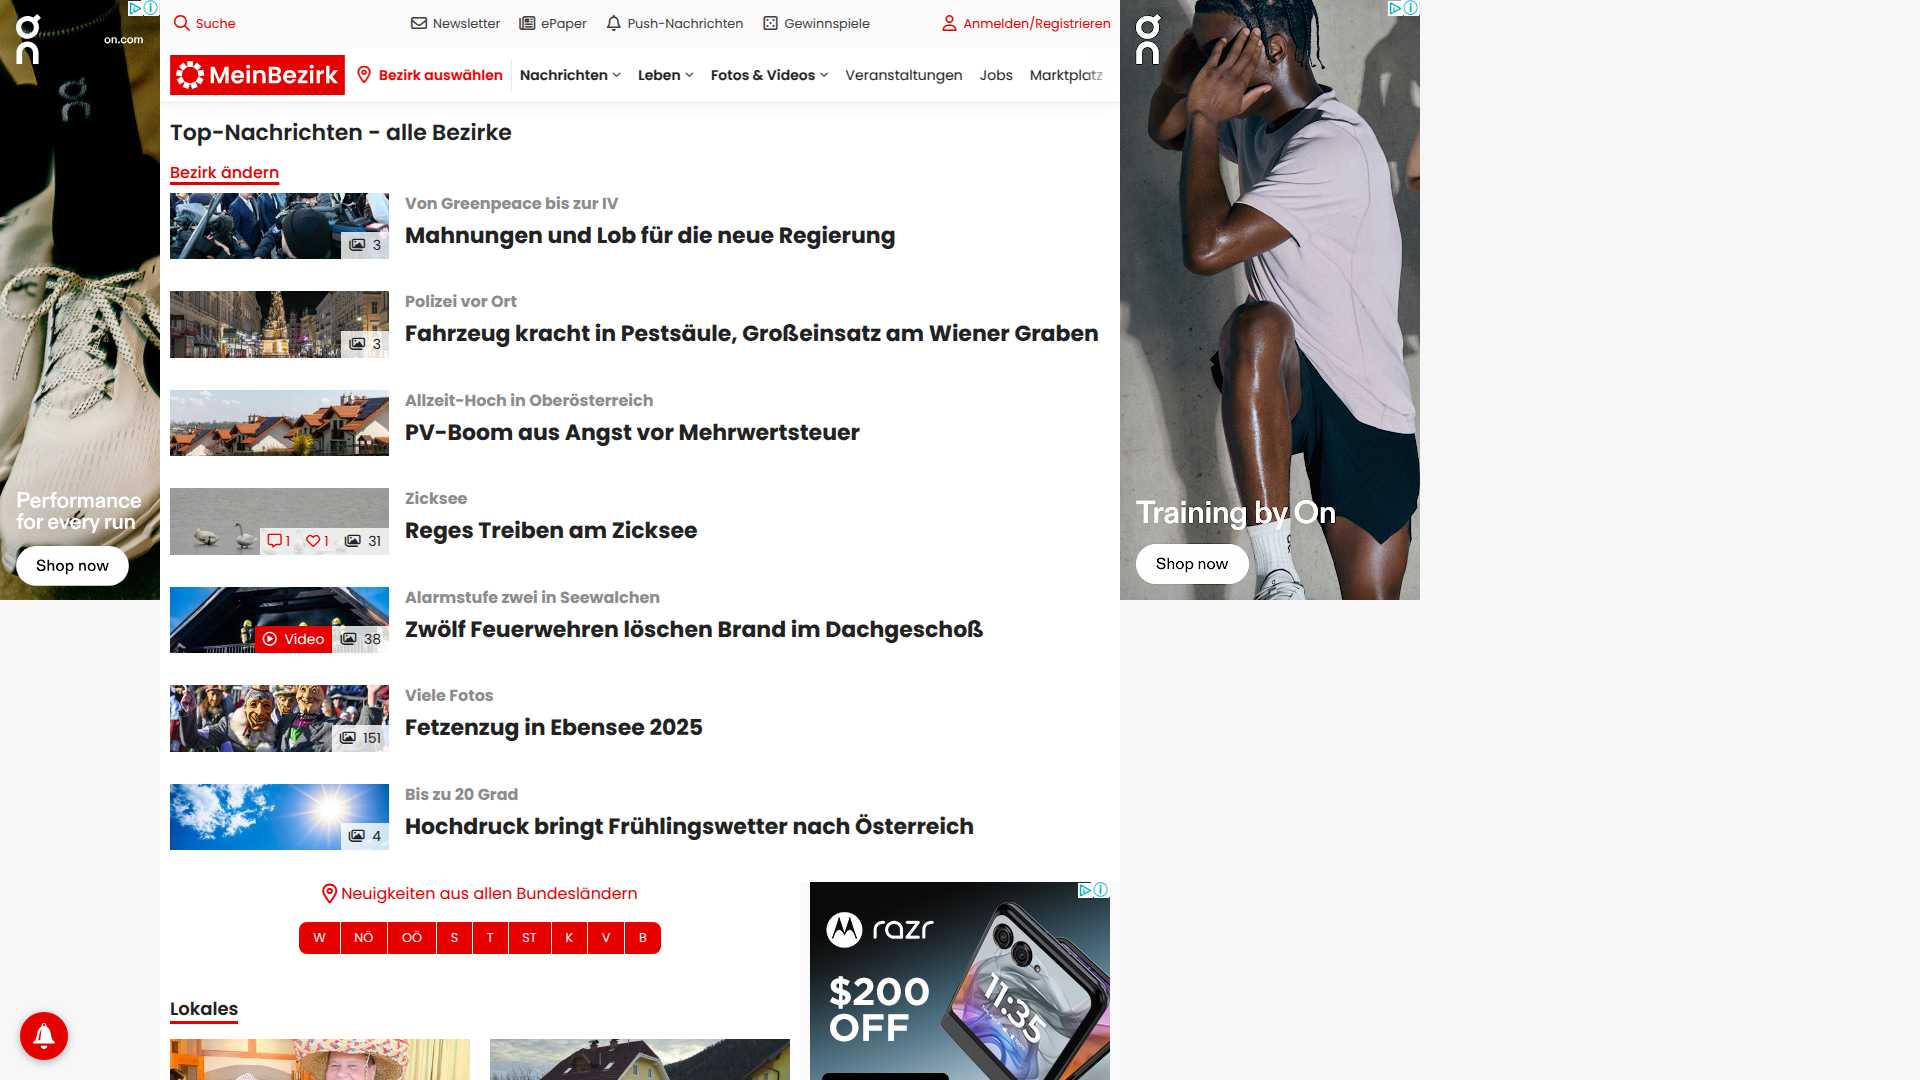 on.com
Performance
for every run
Shop now
Suche
Newsletter
ePaper
Push-Nachrichten
Gewinnspiele
Anmelden/Registrieren
MeinBezirk
Bezirk auswählen
Nachrichten
Leben
Fotos & Videos
Veranstaltungen
Jobs
Marktplatz
Top-Nachrichten - alle Bezirke
Bezirk ändern
3
Von Greenpeace bis zur IV
Mahnungen und Lob für die neue Regierung
3
Polizei vor Ort
Fahrzeug kracht in Pestsäule, Großeinsatz am Wiener Graben
Allzeit-Hoch in Oberösterreich
PV-Boom aus Angst vor Mehrwertsteuer
1 1 31
Zicksee
Reges Treiben am Zicksee
Video 38
Alarmstufe zwei in Seewalchen
Zwölf Feuerwehren löschen Brand im Dachgeschoß
151
Viele Fotos
Fetzenzug in Ebensee 2025
4
Bis zu 20 Grad
Hochdruck bringt Frühlingswetter nach Österreich
Neuigkeiten aus allen Bundesländern
W NÖ OÖ S T ST K V B
Lokales
razr
$200
OFF
11:35
on
Training by On
Shop now